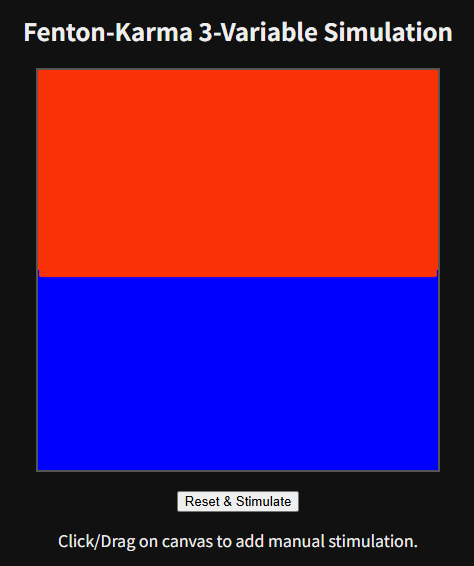 Fenton-Karma 3-Variable Simulation
Reset & Stimulate
Click/Drag on canvas to add manual stimulation.